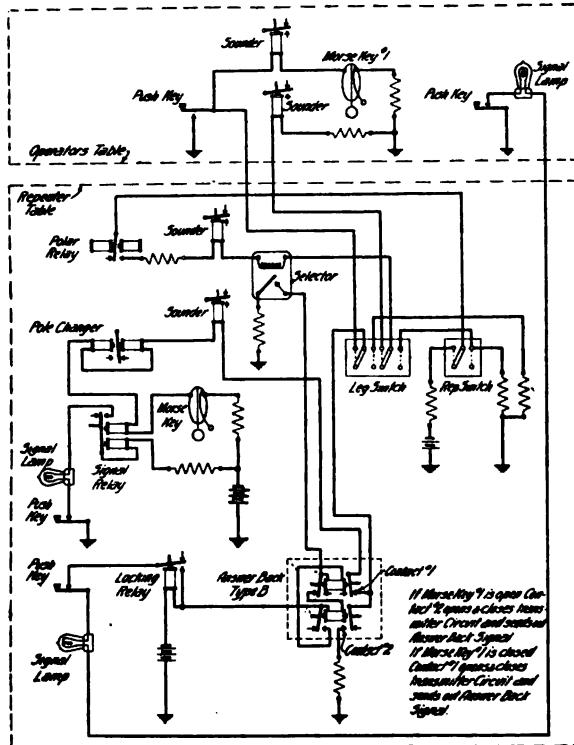 Sounder
Morse Key #1
Signal
Lamp
Push Key
Sounder
Push Key
Operators Table
Repeater
Table
Sounder
Polar
Relay
Selector
Sounder
Pole Changer
Leg Switch
Rep Switch
Morse
Key
Signal
Lamp
Signal
Relay
Push
Key
Push
Key
Locking
Relay
Answer Back
Type B
Contact #1
Signal
Lamp
Contact #2
If Morse Key #1 is open Con-
tact #2 opens & closes trans-
mitter Circuit and sends out
Answer Back Signal
If Morse Key #1 is closed
Contact #1 opens & closes
transmitter Circuit and
sends out Answer Back
Signal.